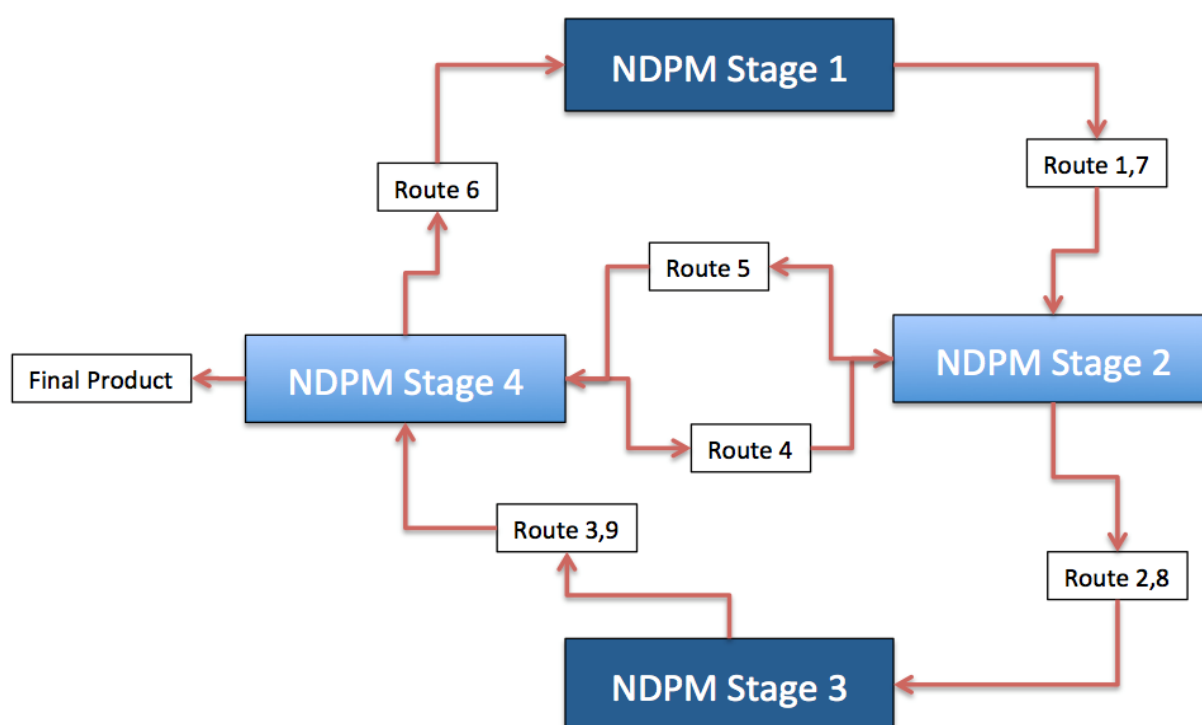 NDPM Stage 1
Route 1,7
Route 6
Route 5
NDPM Stage 2
Final Product
NDPM Stage 4
Route 4
Route 3,9
Route 2,8
NDPM Stage 3